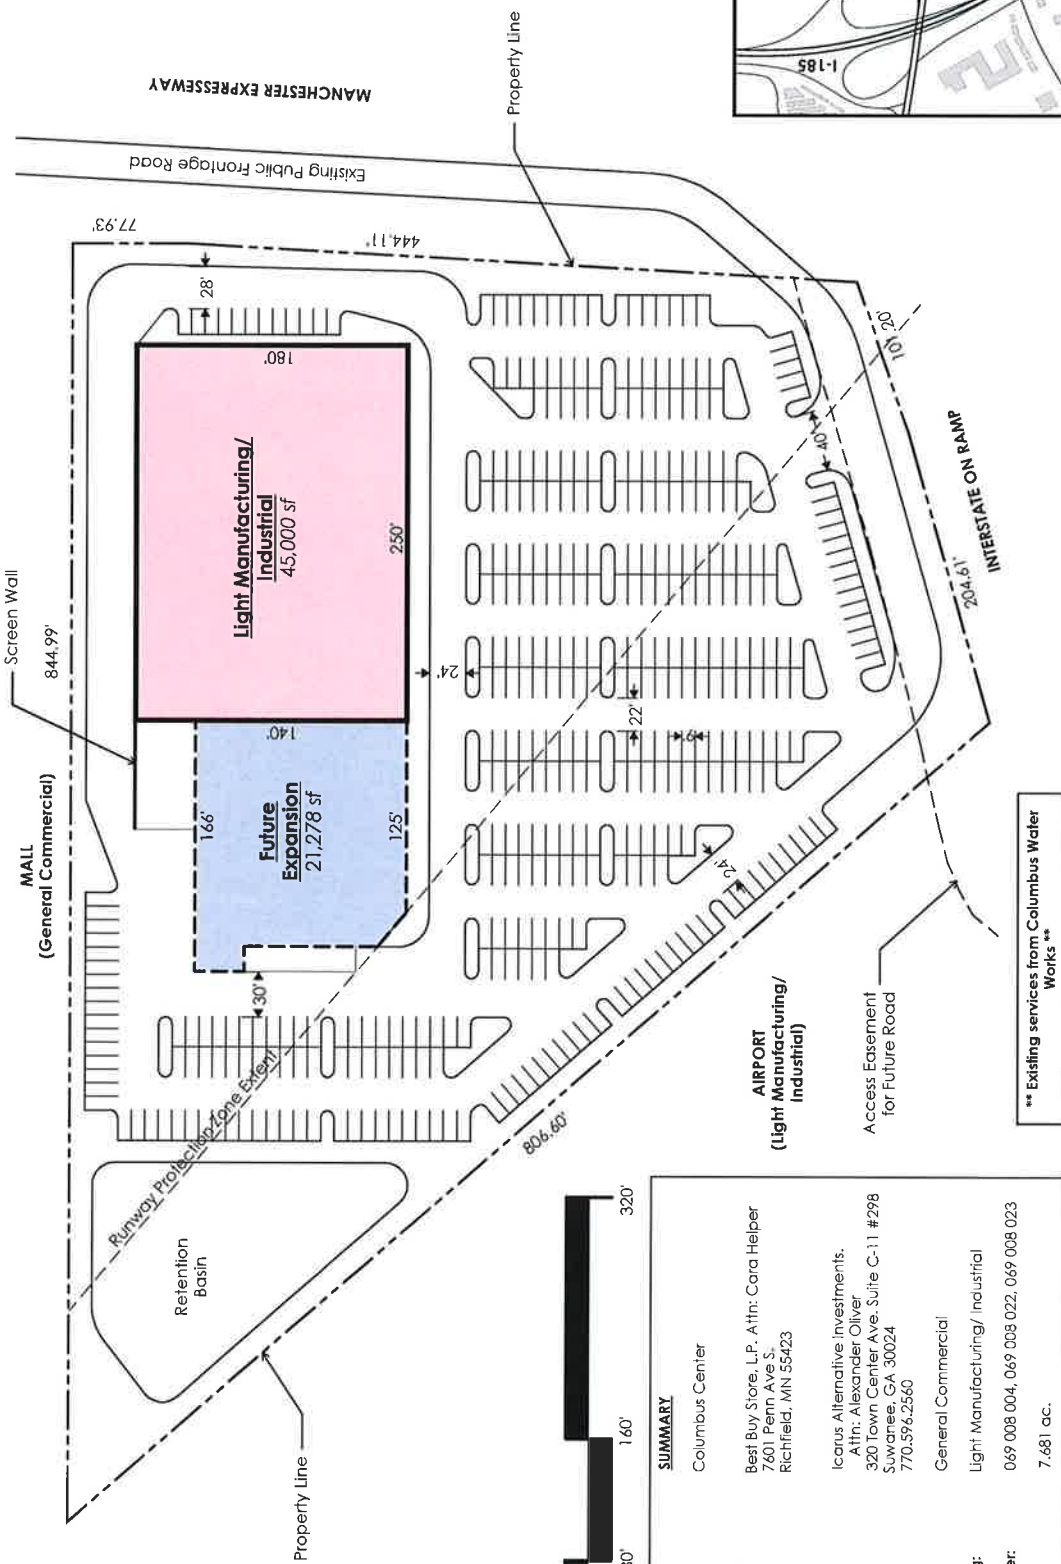 Screen Wall
MALL
(General Commercial)
844.99'
MANCHESTER EXPRESSEWAY
Existing Public Frontage Road
77.93'
444.11'
Property Line
I-185
28'
180'
Light Manufacturing/
Industrial
45,000 sf
250'
140'
166'
Future
Expansion
21,278 sf
125'
24'
30'
22'
9'
24'
40'
101.20'
204.61'
INTERSTATE ON RAMP
Runway Protection Zone Extent
Retention
Basin
806.60'
Property Line
AIRPORT
(Light Manufacturing/
Industrial)
Access Easement
for Future Road
** Existing services from Columbus Water
Works **
160'
320'
SUMMARY
Columbus Center
Best Buy Store, L.P. Attn: Cara Helper
7601 Penn Ave S.
Richfield, MN 55423
Icarus Alternative Investments.
Attn: Alexander Oliver
320 Town Center Ave. Suite C-11 #298
Suwanee, GA 30024
770.596.2560
General Commercial
Light Manufacturing/ Industrial
069 008 004, 069 008 022, 069 008 023
7.681 ac.